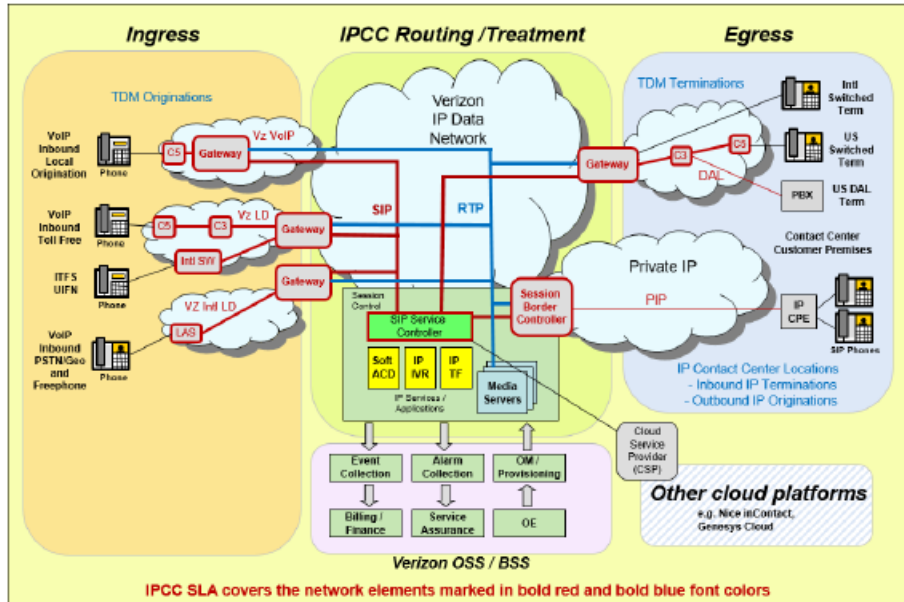 Ingress
IPCC Routing /Treatment
Egress
TDM Originations
VoIP
Inbound
Local
Origination
Phone
C5
Gateway
Vz VoIP
VoIP
Inbound
Toll Free
Phone
C5
C3
Vz LD
Gateway
Intl SW
ITFS
UIFN
Phone
Gateway
VZ Intl LD
LAS
VoIP
Inbound
PSTN/Geo
and
Freephone
Phone
Verizon
IP Data
Network
SIP
RTP
Session
Control
SIP Service
Controller
Soft
ACD
IP
IVR
IP
TF
Media
Servers
IP Services /
Applications
Session
Border
Controller
TDM Terminations
Gateway
C3
C5
DAL
PBX
Intl
Switched
Term
US
Switched
Term
US DAL
Term
Contact Center
Customer Premises
Private IP
PIP
IP
CPE
SIP Phones
IP Contact Center Locations
- Inbound IP Terminations
- Outbound IP Originations
Event
Collection
Alarm
Collection
OM /
Provisioning
Billing /
Finance
Service
Assurance
OE
Verizon OSS / BSS
Cloud
Service
Provider
(CSP)
Other cloud platforms
e.g. Nice inContact,
Genesys Cloud
IPCC SLA covers the network elements marked in bold red and bold blue font colors